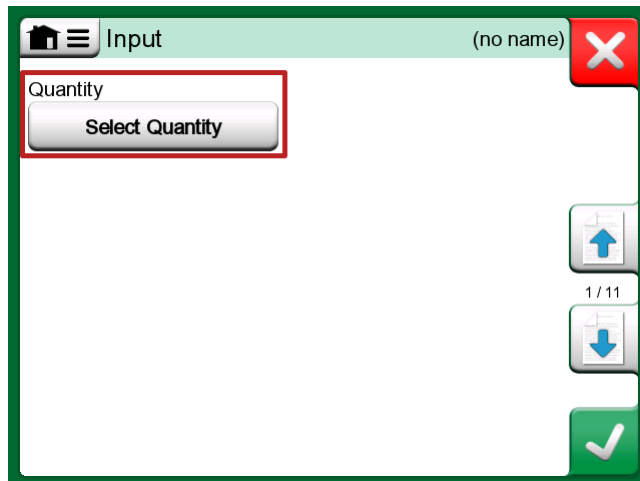 Input
(no name)
Quantity
Select Quantity
1 / 11